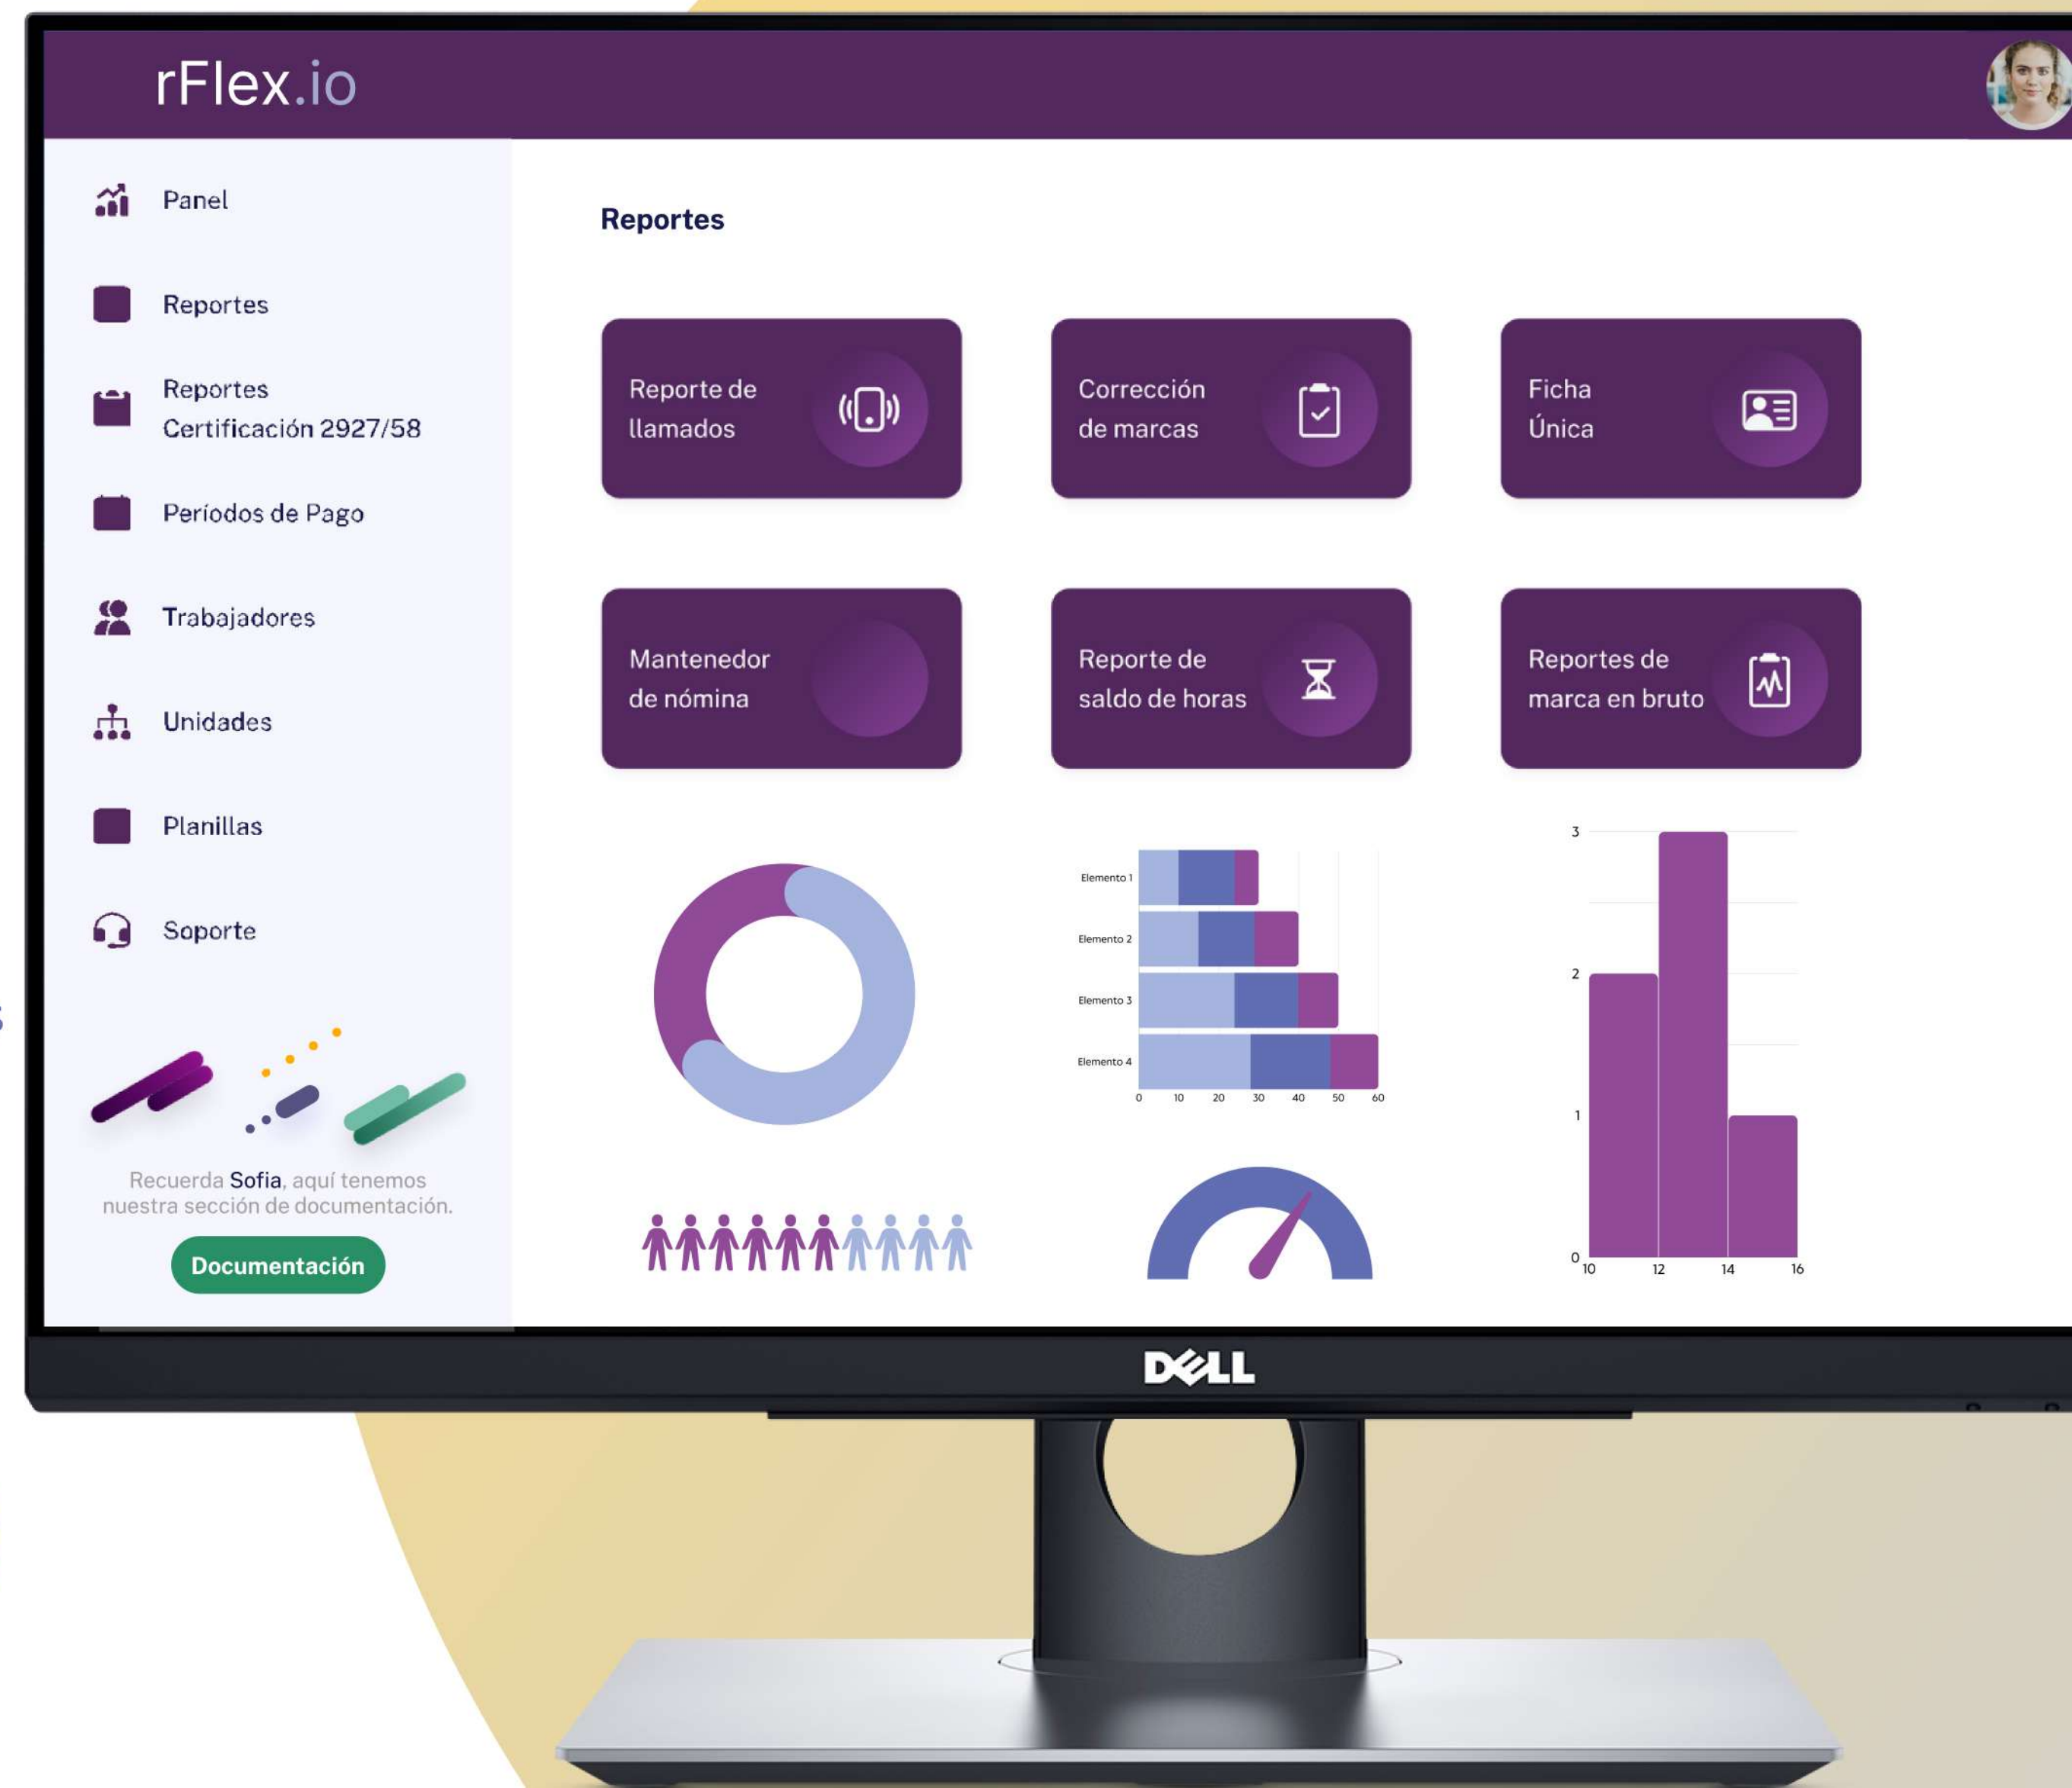 rFlex.io
Panel
Reportes
Reportes
Certificación 2927/58
Períodos de Pago
Trabajadores
Unidades
Planillas
Soporte
Recuerda Sofia, aquí tenemos
nuestra sección de documentación.
Documentación
Reportes
Reporte de
llamados
Corrección
de marcas
Ficha
Única
Mantenedor
de nómina
Reporte de
saldo de horas
Reportes de
marca en bruto
Elemento 1
Elemento 2
Elemento 3
Elemento 4
0 10 20 30 40 50 60
3
2
1
0
10 12 14 16
DELL